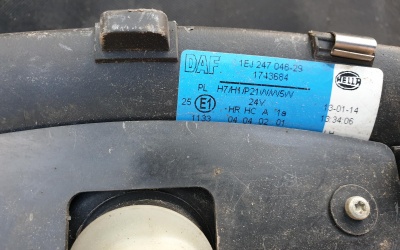 DAF 1EJ 247 046-29
1743684
HELLA
PL H7/H1/P21W/W5W
24V
25 E1 HR HC A 1a
1133 04 04 02 01
13-01-14
13:34:06